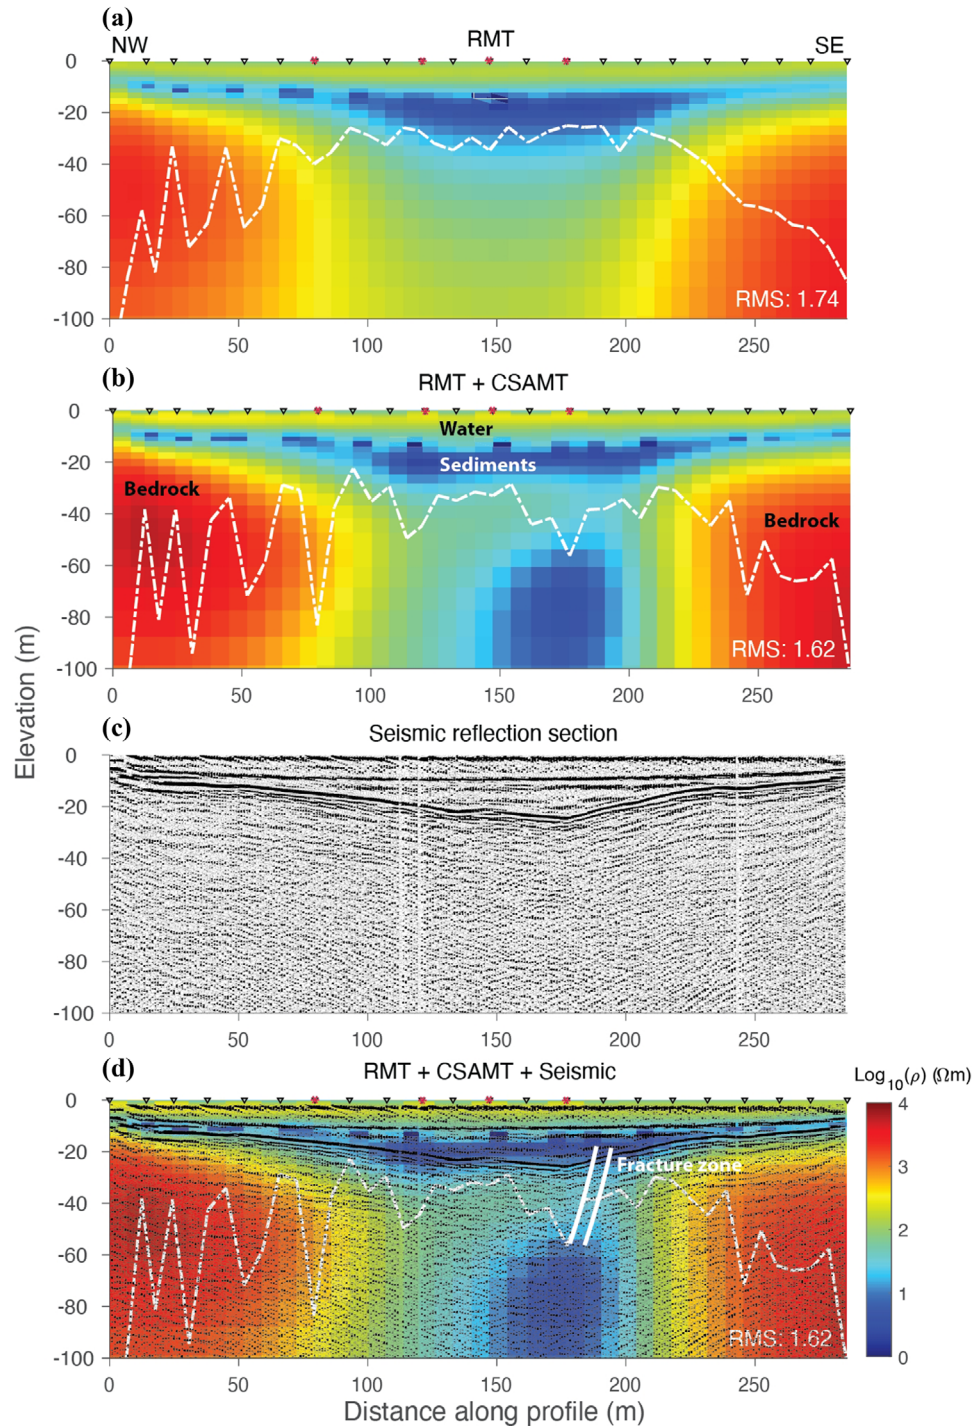 (a)
NW RMT SE
0
-20
-40
-60
-80
-100
RMS: 1.74
0 50 100 150 200 250
(b)
RMT + CSAMT
0
-20
-40
-60
-80
-100
Water
Sediments
Bedrock
Bedrock
RMS: 1.62
0 50 100 150 200 250
Elevation (m)
(c)
Seismic reflection section
0
-20
-40
-60
-80
-100
0 50 100 150 200 250
(d)
RMT + CSAMT + Seismic
0
-20
-40
-60
-80
-100
Fracture zone
RMS: 1.62
0 50 100 150 200 250
Distance along profile (m)
Log10(ρ) (Ωm)
4
3
2
1
0